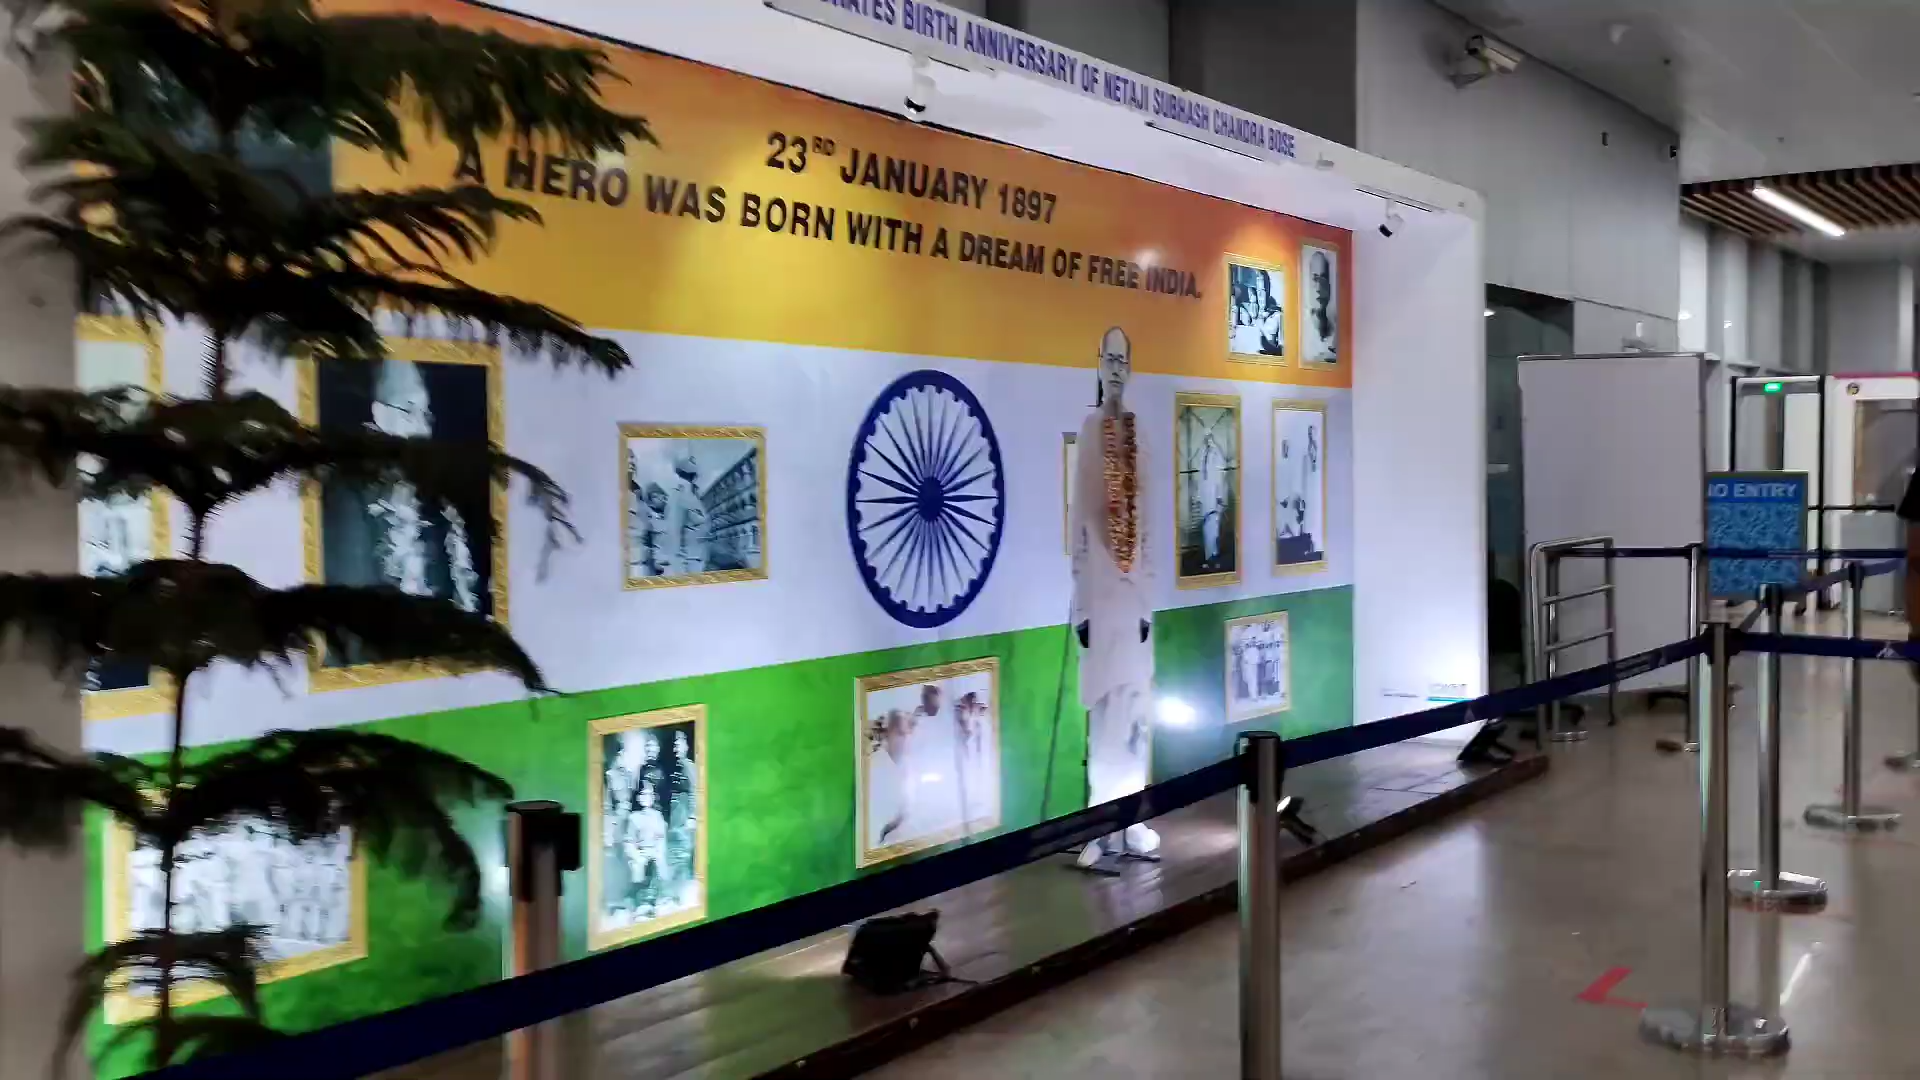 BIRTH ANNIVERSARY OF NETAJI SUBHASH CHANDRA BOSE
23RD JANUARY 1897
A HERO WAS BORN WITH A DREAM OF FREE INDIA.
NO ENTRY